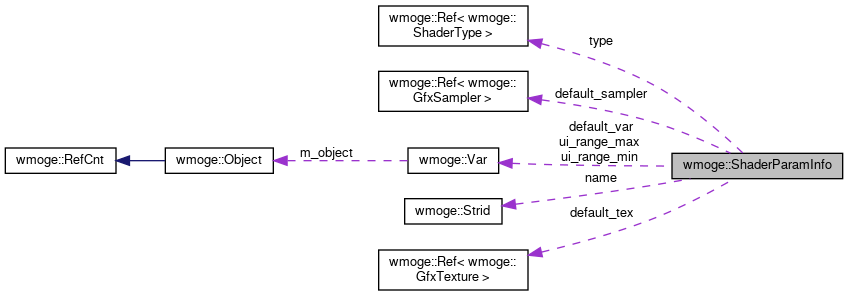 wmoge::Ref< wmoge::
ShaderType >
type
wmoge::Ref< wmoge::
GfxSampler >
default_sampler
default_var
ui_range_max
ui_range_min
wmoge::RefCnt
wmoge::Object
m_object
wmoge::Var
wmoge::ShaderParamInfo
name
wmoge::Strid
default_tex
wmoge::Ref< wmoge::
GfxTexture >